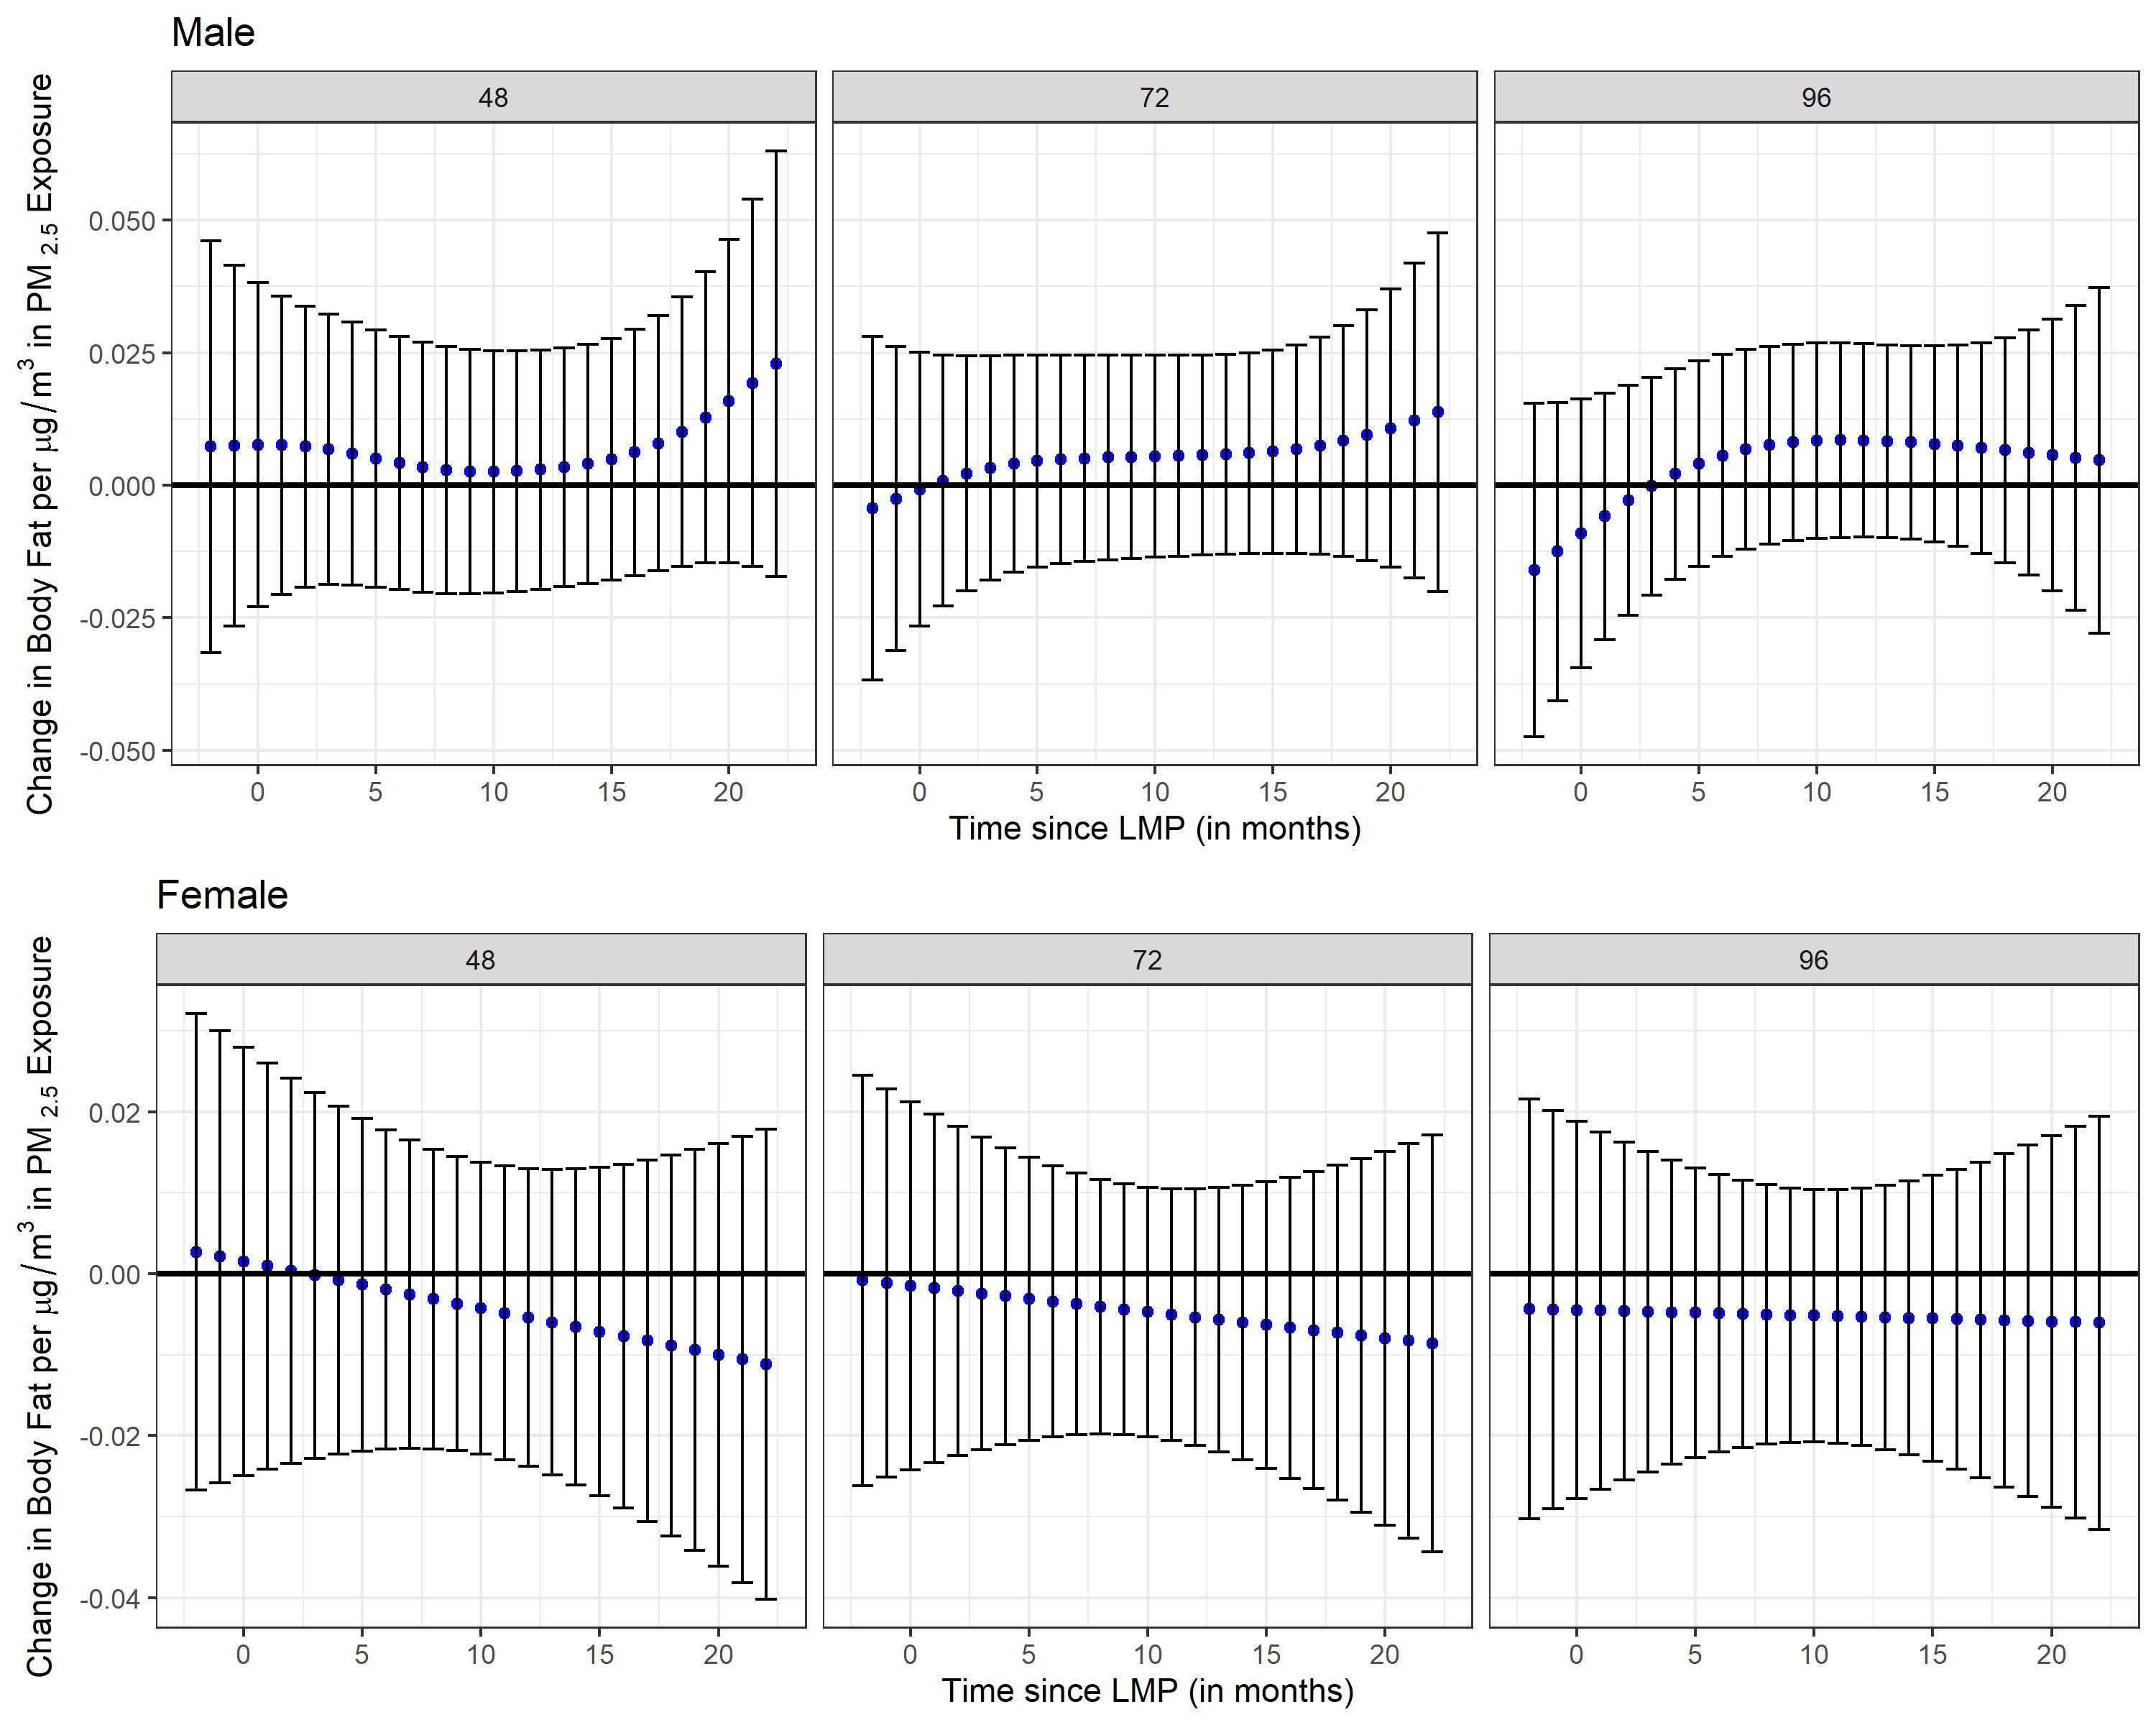 Male
48 72 96
Change in Body Fat per µg/m³ in PM 2.5 Exposure
0.050
0.025
0.000
-0.025
-0.050
0 5 10 15 20 0 5 10 15 20 0 5 10 15 20
Time since LMP (in months)
Female
48 72 96
Change in Body Fat per µg/m³ in PM 2.5 Exposure
0.02
0.00
-0.02
-0.04
0 5 10 15 20 0 5 10 15 20 0 5 10 15 20
Time since LMP (in months)